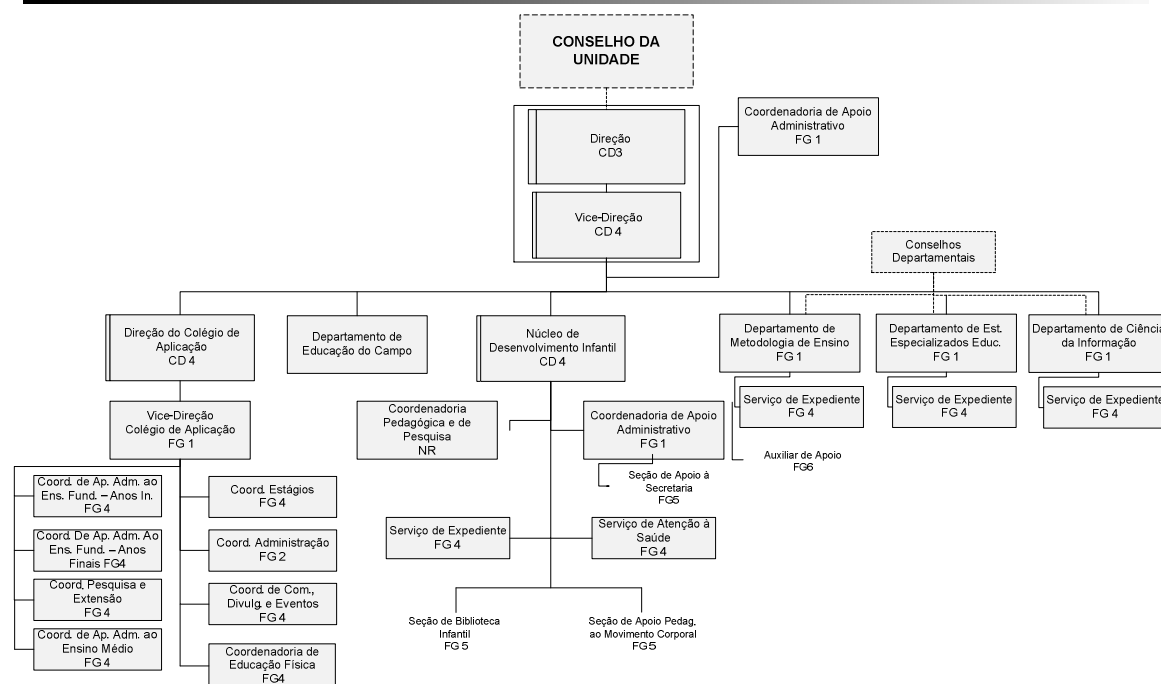 CONSELHO DA
UNIDADE
Direção
CD3
Coordenadoria de Apoio
Administrativo
FG 1
Vice-Direção
CD 4
Conselhos
Departamentais
Direção do Colégio de
Aplicação
CD 4
Departamento de
Educação do Campo
Núcleo de
Desenvolvimento Infantil
CD 4
Departamento de
Metodologia de Ensino
FG 1
Departamento de Est.
Especializados Educ.
FG 1
Departamento de Ciência
da Informação
FG 1
Serviço de Expediente
FG 4
Serviço de Expediente
FG 4
Serviço de Expediente
FG 4
Vice-Direção
Colégio de Aplicação
FG 1
Coordenadoria
Pedagógica e de
Pesquisa
NR
Coordenadoria de Apoio
Administrativo
FG 1
Auxiliar de Apoio
FG6
Seção de Apoio à
Secretaria
FG5
Coord. de Ap. Adm. ao
Ens. Fund. – Anos In.
FG 4
Coord. Estágios
FG 4
Coord. De Ap. Adm. Ao
Ens. Fund. – Anos
Finais FG4
Coord. Administração
FG 2
Serviço de Expediente
FG 4
Serviço de Atenção à
Saúde
FG 4
Coord. Pesquisa e
Extensão
FG 4
Coord. de Com.,
Divulg. e Eventos
FG 4
Coord. de Ap. Adm. ao
Ensino Médio
FG 4
Coordenadoria de
Educação Física
FG4
Seção de Biblioteca
Infantil
FG 5
Seção de Apoio Pedag.
ao Movimento Corporal
FG 5